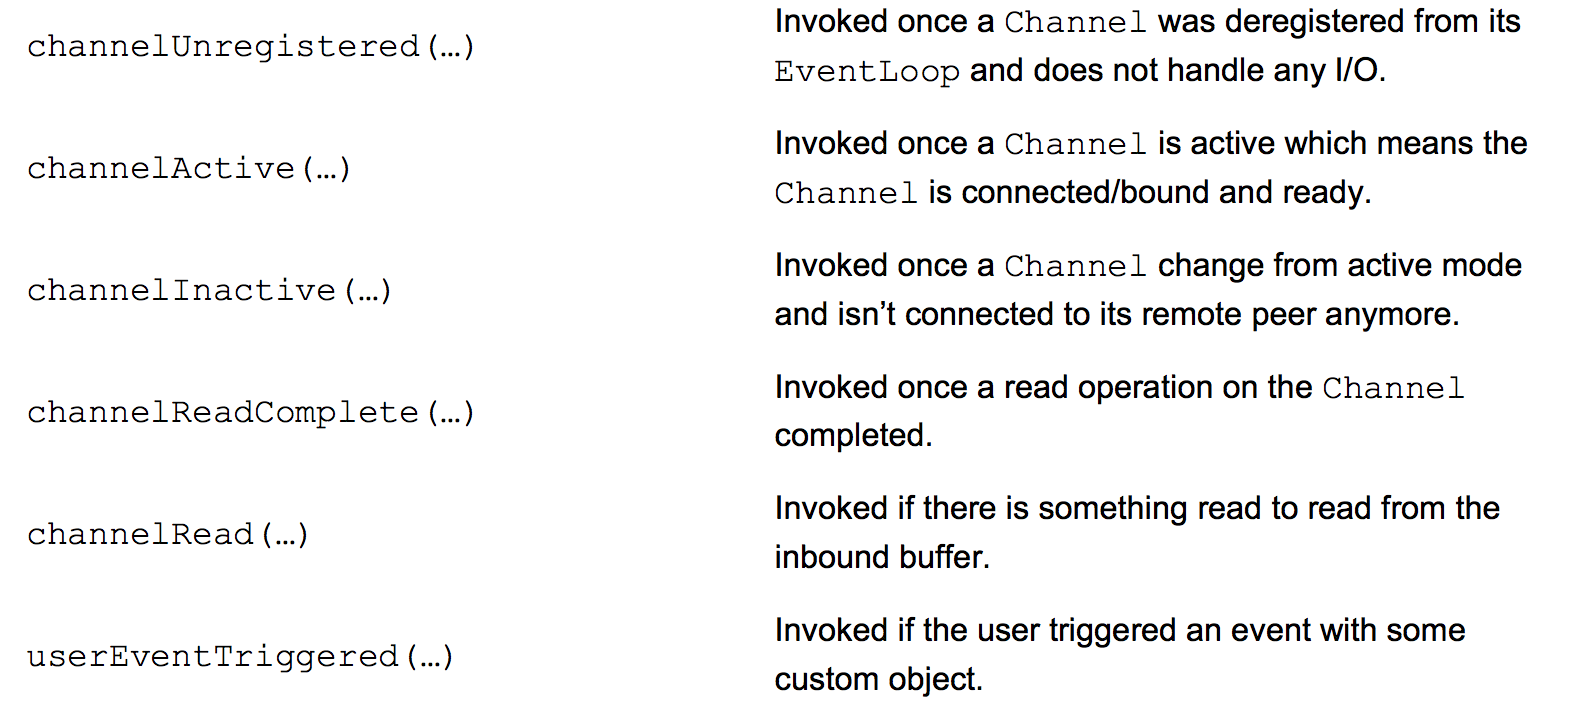 channelUnregistered(…)
Invoked once a Channel was deregistered from its
EventLoop and does not handle any I/O.
channelActive(…)
Invoked once a Channel is active which means the
Channel is connected/bound and ready.
channelInactive(…)
Invoked once a Channel change from active mode
and isn’t connected to its remote peer anymore.
channelReadComplete(…)
Invoked once a read operation on the Channel
completed.
channelRead(…)
Invoked if there is something read to read from the
inbound buffer.
userEventTriggered(…)
Invoked if the user triggered an event with some
custom object.